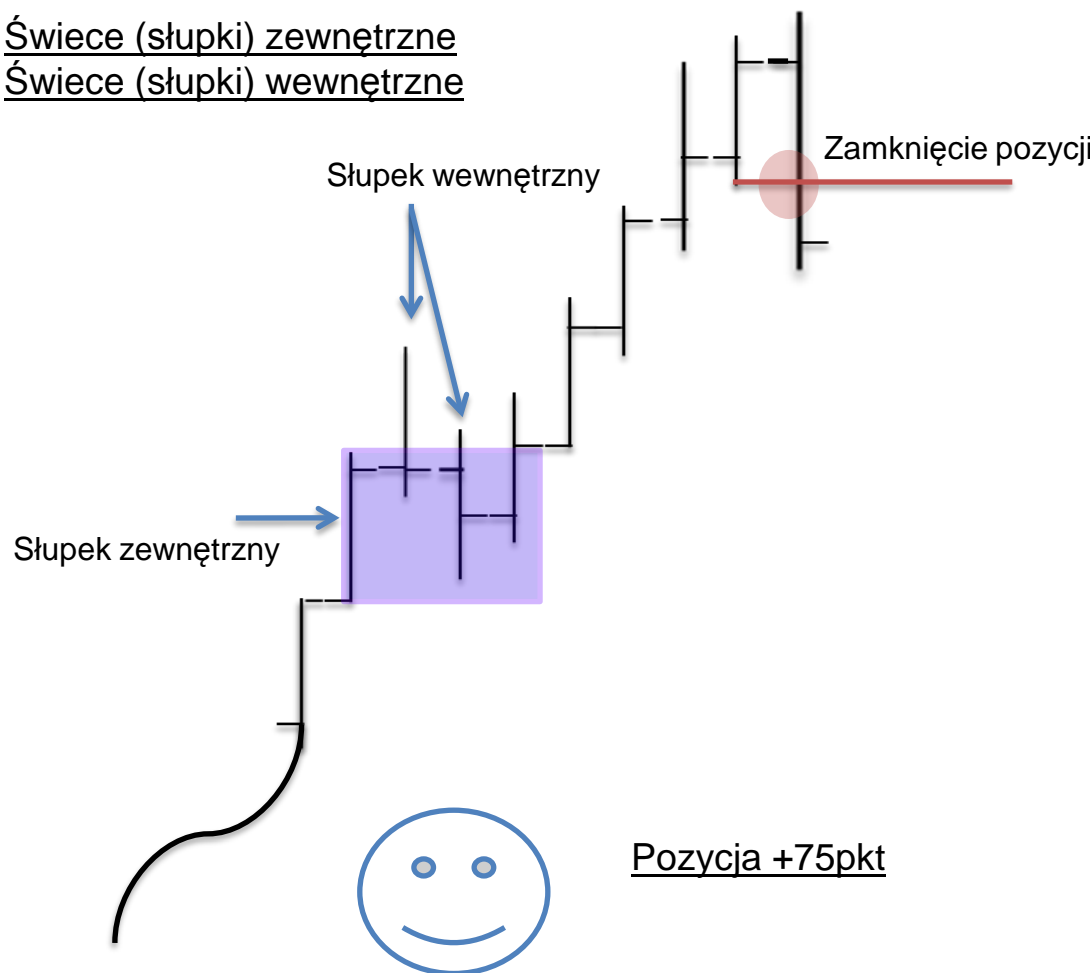 Świece (słupki) zewnętrzne
Świece (słupki) wewnętrzne
Zamknięcie pozycji
Słupek wewnętrzny
Słupek zewnętrzny
Pozycja +75pkt